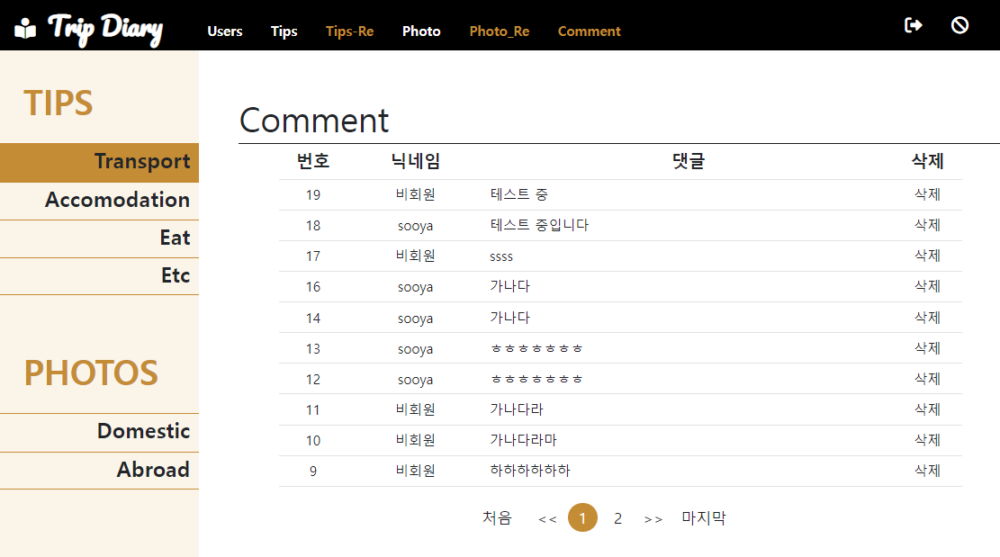 Trip Diary Users Tips Tips-Re Photo Photo_Re Comment
TIPS
Transport
Accomodation
Eat
Etc
PHOTOS
Domestic
Abroad
Comment
번호 닉네임 댓글 삭제
19 비회원 테스트 중 삭제
18 sooya 테스트 중입니다 삭제
17 비회원 ssss 삭제
16 sooya 가나다 삭제
14 sooya 가나다 삭제
13 sooya ㅎㅎㅎㅎㅎㅎㅎ 삭제
12 sooya ㅎㅎㅎㅎㅎㅎㅎ 삭제
11 비회원 가나다라 삭제
10 비회원 가나다라마 삭제
9 비회원 하하하하하하 삭제
처음 << 1 2 >> 마지막